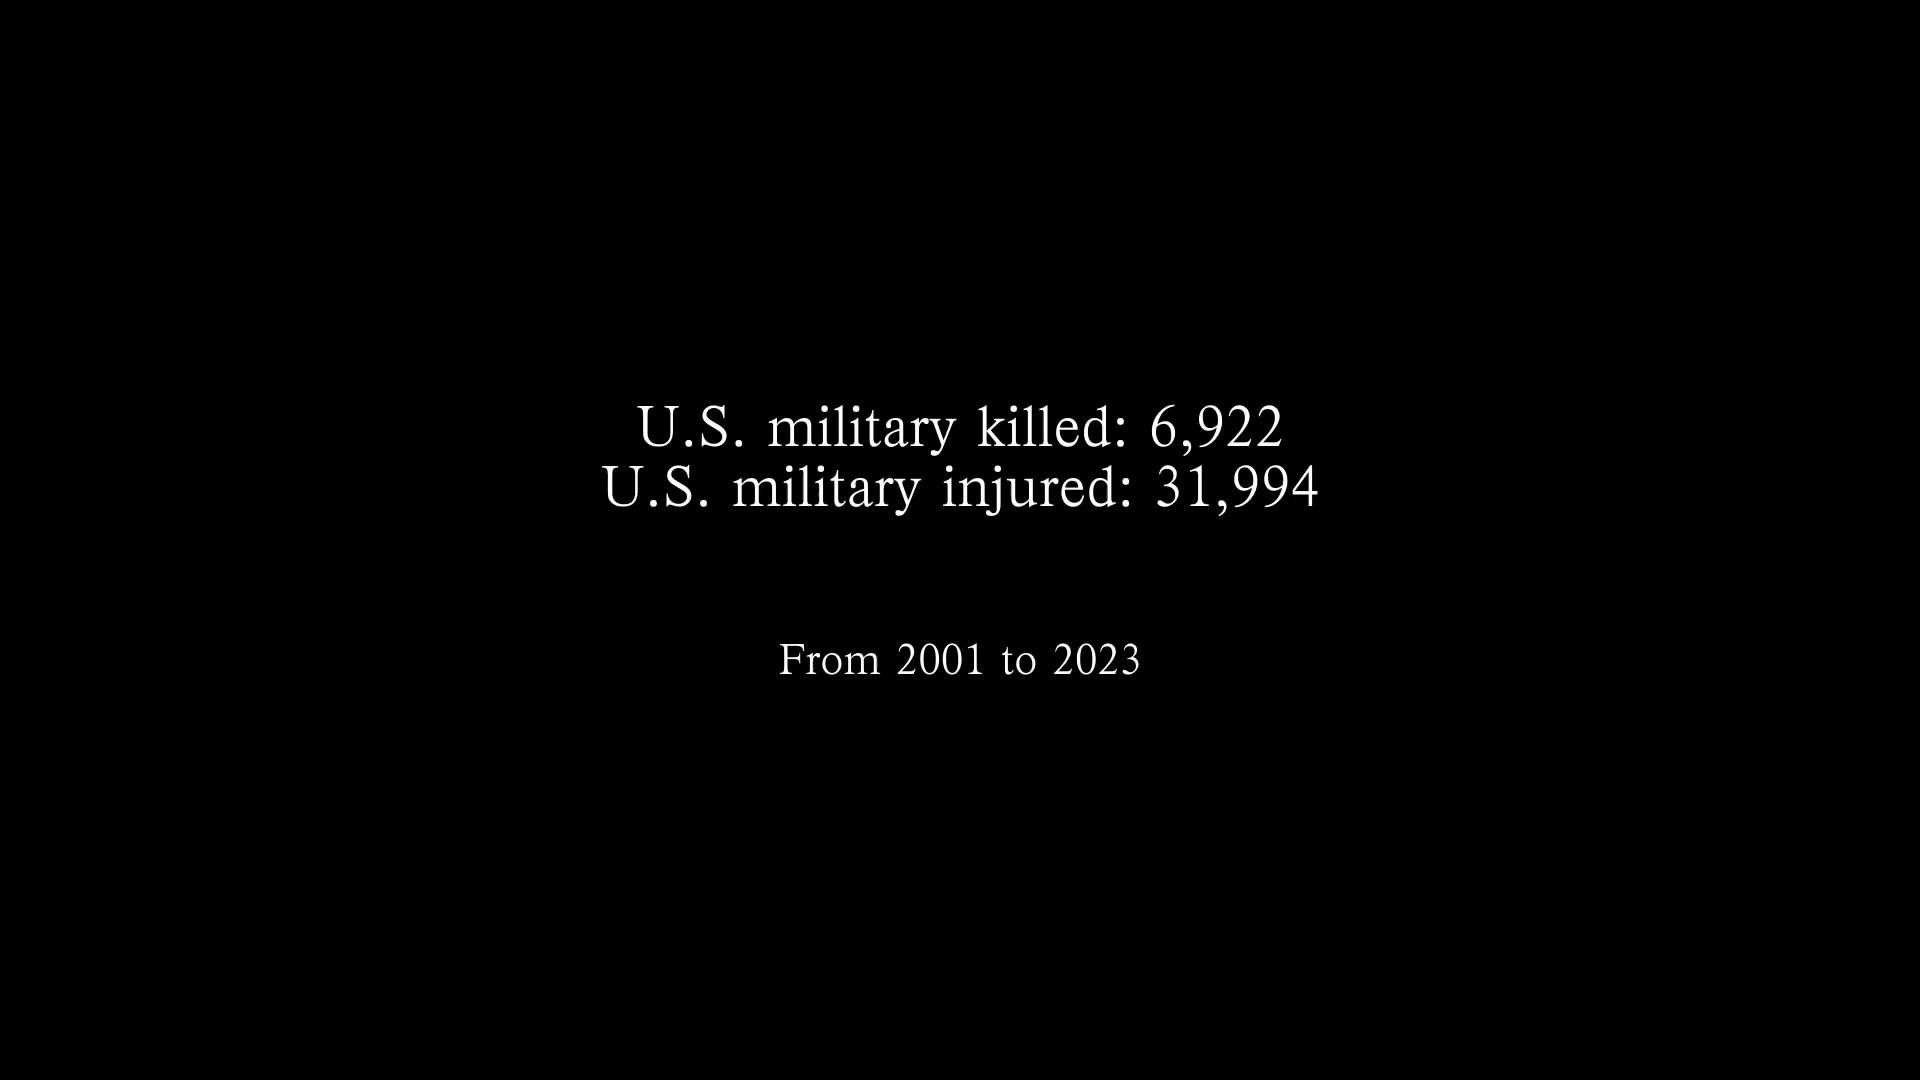 U.S. military killed: 6,922
U.S. military injured: 31,994
From 2001 to 2023